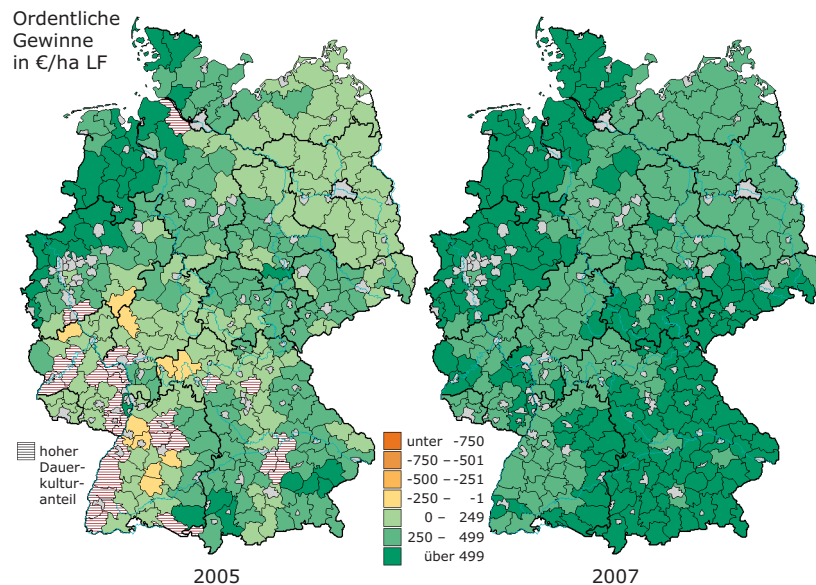 Ordentliche
Gewinne
in €/ha LF
hoher
Dauer-
kultur-
anteil
unter -750
-750 – -501
-500 – -251
-250 – -1
0 – 249
250 – 499
über 499
2005
2007